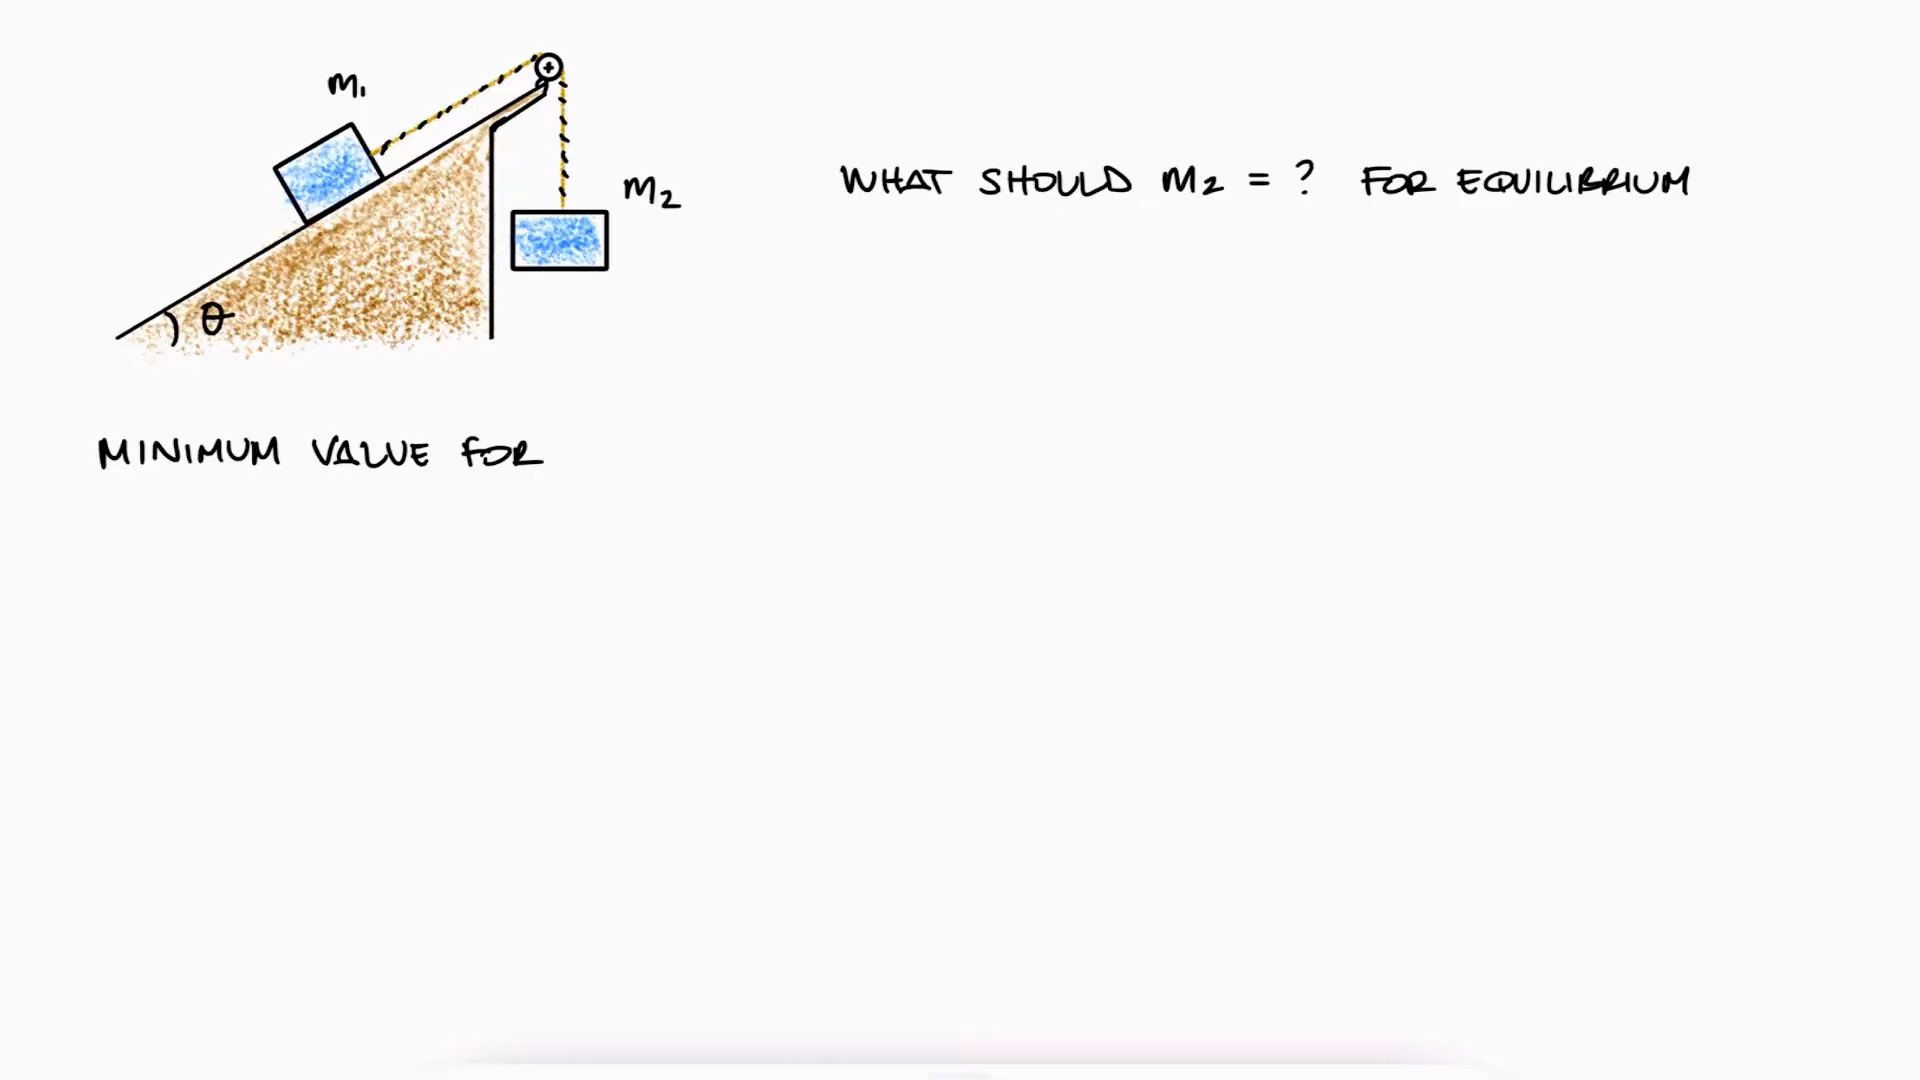 m₁
m₂
θ
WHAT SHOULD m₂ = ? FOR EQUILIBRIUM
MINIMUM VALUE FOR